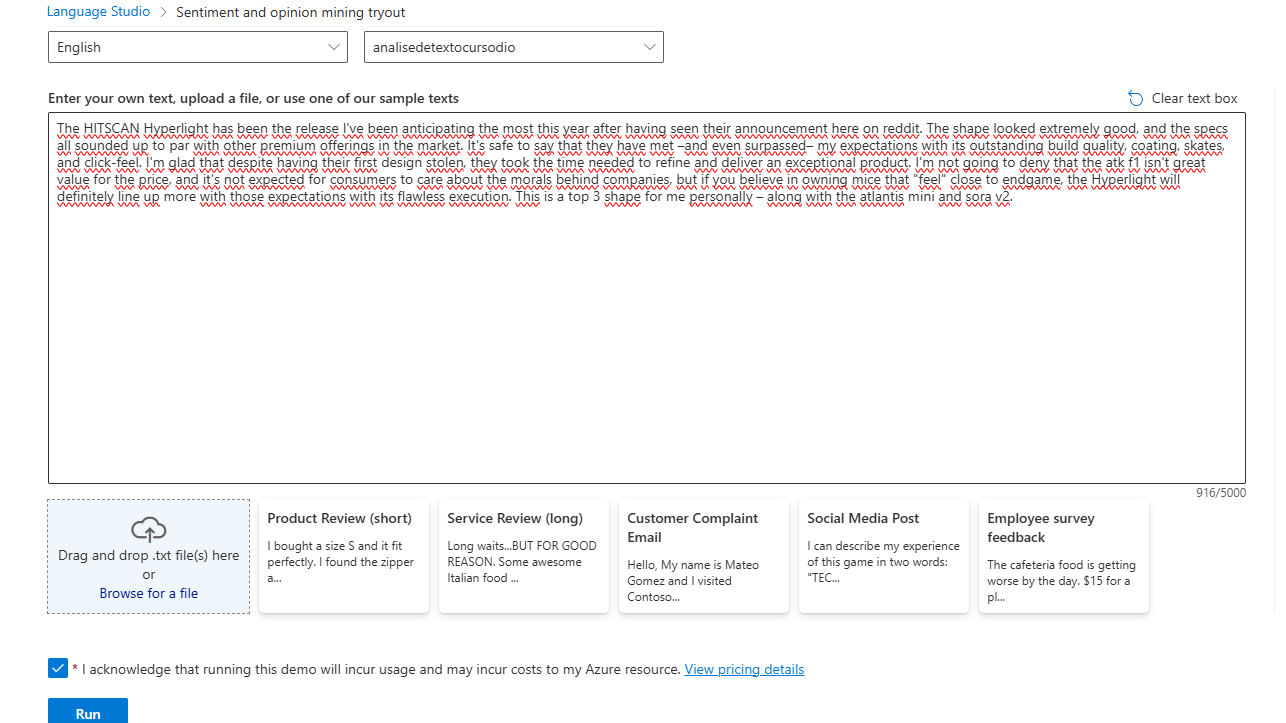 Language Studio > Sentiment and opinion mining tryout
English analisedetextocursodio
Enter your own text, upload a file, or use one of our sample texts Clear text box
The HITSCAN Hyperlight has been the release I've been anticipating the most this year after having seen their announcement here on reddit. The shape looked extremely good, and the specs
all sounded up to par with other premium offerings in the market. It's safe to say that they have met –and even surpassed– my expectations with its outstanding build quality, coating, skates,
and click-feel. I'm glad that despite having their first design stolen, they took the time needed to refine and deliver an exceptional product. I'm not going to deny that the atk f1 isn't great
value for the price, and it's not expected for consumers to care about the morals behind companies, but if you believe in owning mice that "feel" close to endgame, the Hyperlight will
definitely line up more with those expectations with its flawless execution. This is a top 3 shape for me personally – along with the atlantis mini and sora v2.
916/5000
Drag and drop .txt file(s) here
or
Browse for a file
Product Review (short)
I bought a size S and it fit
perfectly. I found the zipper
a...
Service Review (long)
Long waits...BUT FOR GOOD
REASON. Some awesome
Italian food ...
Customer Complaint
Email
Hello, My name is Mateo
Gomez and I visited
Contoso...
Social Media Post
I can describe my experience
of this game in two words:
"TEC...
Employee survey
feedback
The cafeteria food is getting
worse by the day. $15 for a
pl...
* I acknowledge that running this demo will incur usage and may incur costs to my Azure resource. View pricing details
Run